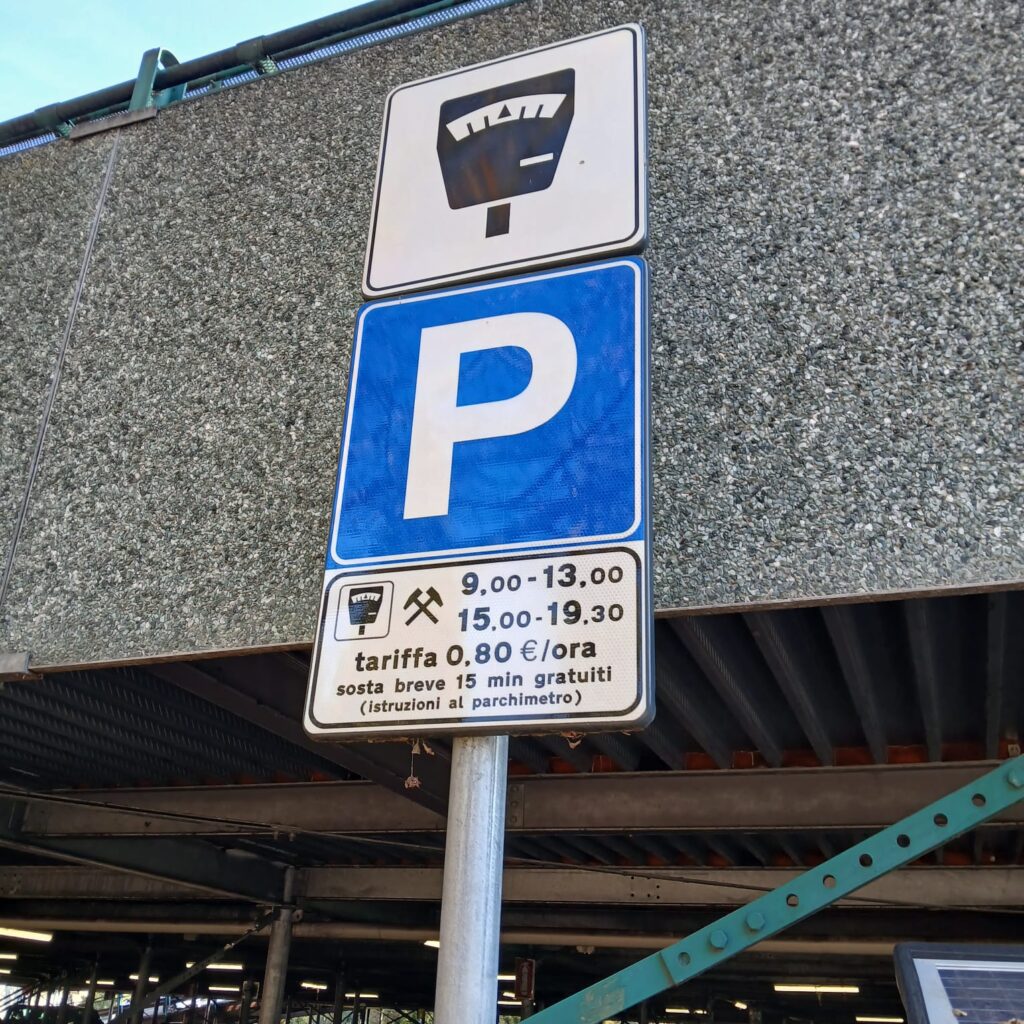 P
9,00 - 13,00
15,00 - 19,30
tariffa 0,80 €/ora
sosta breve 15 min gratuiti
(istruzioni al parchimetro)